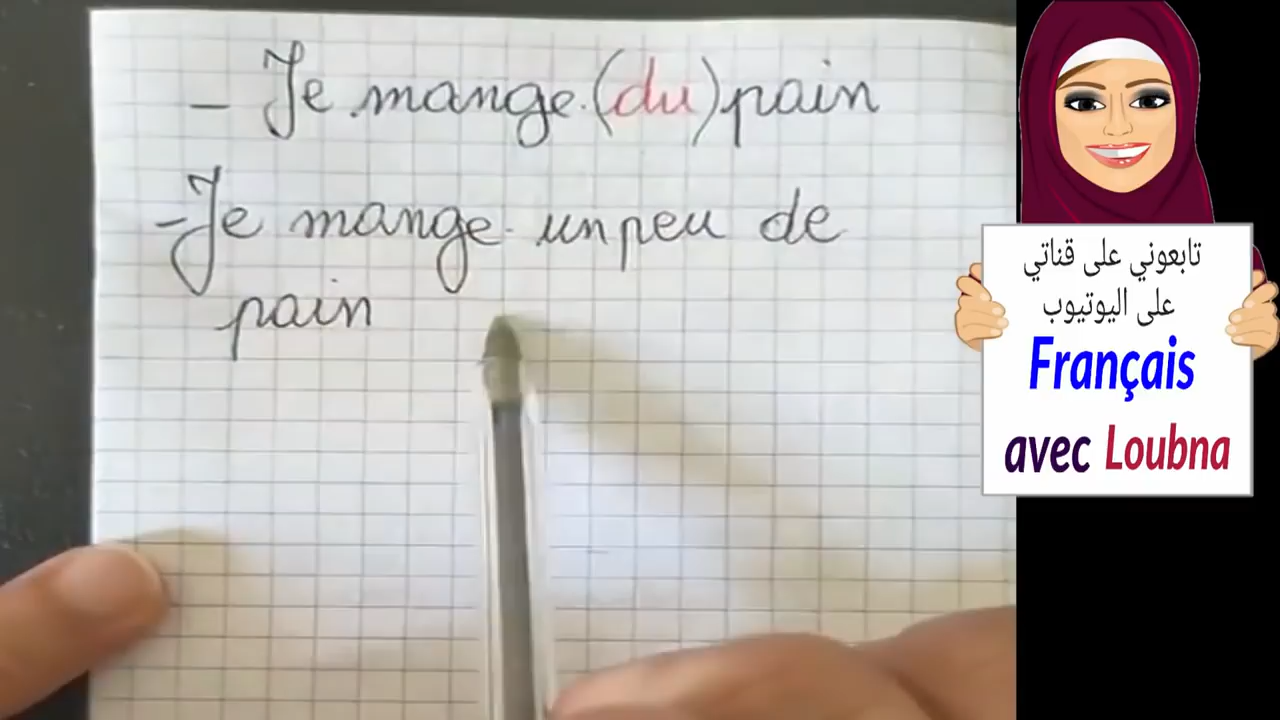 - Je mange (du) pain
- Je mange un peu de
pain
تابعوني على قناتي
على اليوتيوب
Français
avec Loubna